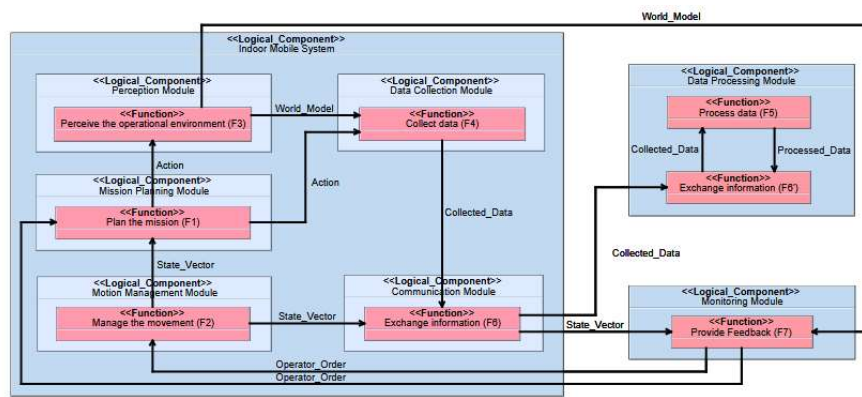 World_Model
<<Logical_Component>>
Indoor Mobile System
<<Logical_Component>>
Perception Module
<<Function>>
Perceive the operational environment (F3)
World_Model
<<Logical_Component>>
Data Collection Module
<<Function>>
Collect data (F4)
<<Logical_Component>>
Data Processing Module
<<Function>>
Process data (F5)
Collected_Data
Processed_Data
<<Function>>
Exchange information (F6')
Action
<<Logical_Component>>
Mission Planning Module
<<Function>>
Plan the mission (F1)
Action
Collected_Data
State_Vector
Collected_Data
<<Logical_Component>>
Motion Management Module
<<Function>>
Manage the movement (F2)
State_Vector
<<Logical_Component>>
Communication Module
<<Function>>
Exchange information (F6)
State_Vector
<<Logical_Component>>
Monitoring Module
<<Function>>
Provide Feedback (F7)
Operator_Order
Operator_Order